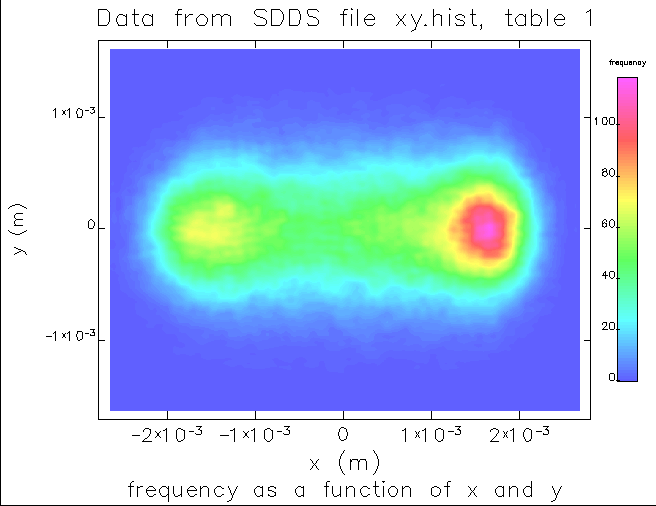 Data from SDDS file xy.hist, table 1
frequency
100
80
60
40
20
0
1×10⁻³
0
−1×10⁻³
y (m)
−2×10⁻³ −1×10⁻³ 0 1×10⁻³ 2×10⁻³
x (m)
frequency as a function of x and y